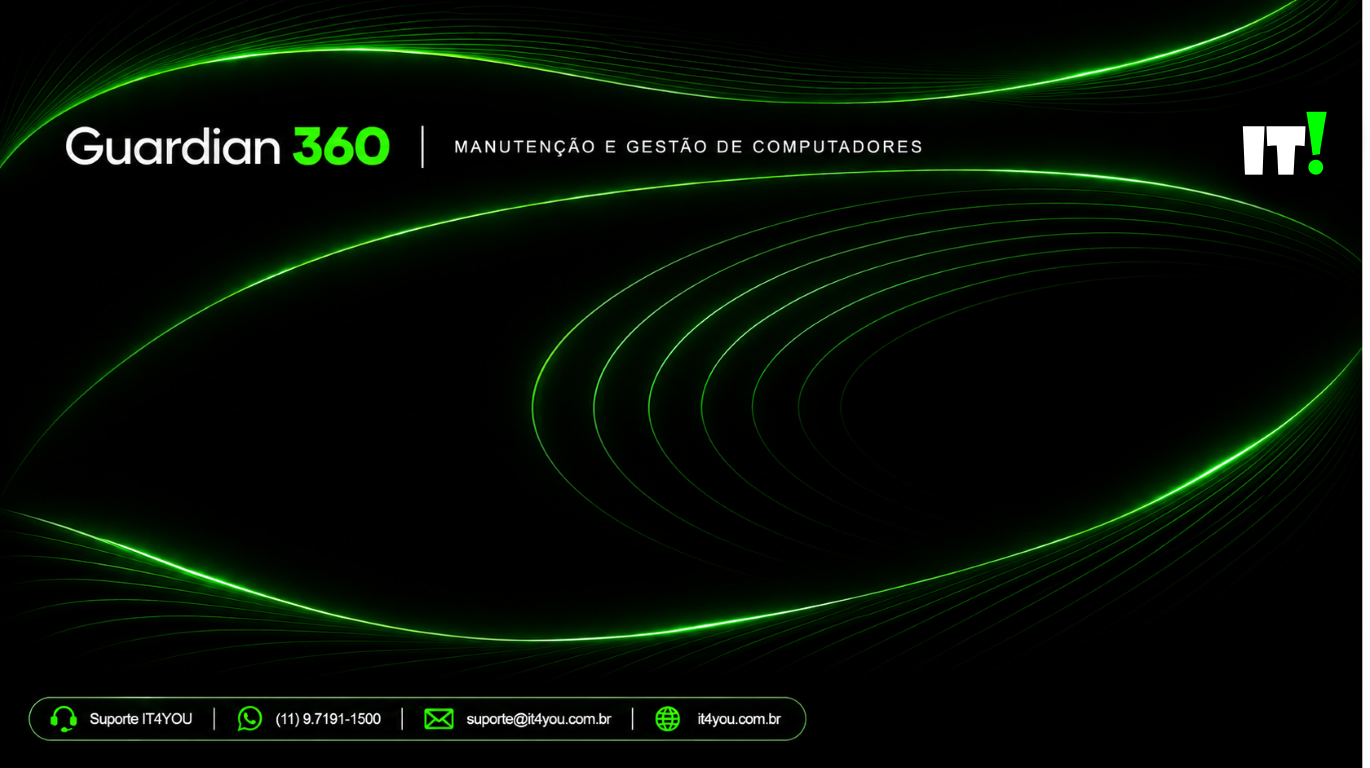 Guardian 360 | MANUTENÇÃO E GESTÃO DE COMPUTADORES
IT!
Suporte IT4YOU | (11) 9.7191-1500 | suporte@it4you.com.br | it4you.com.br